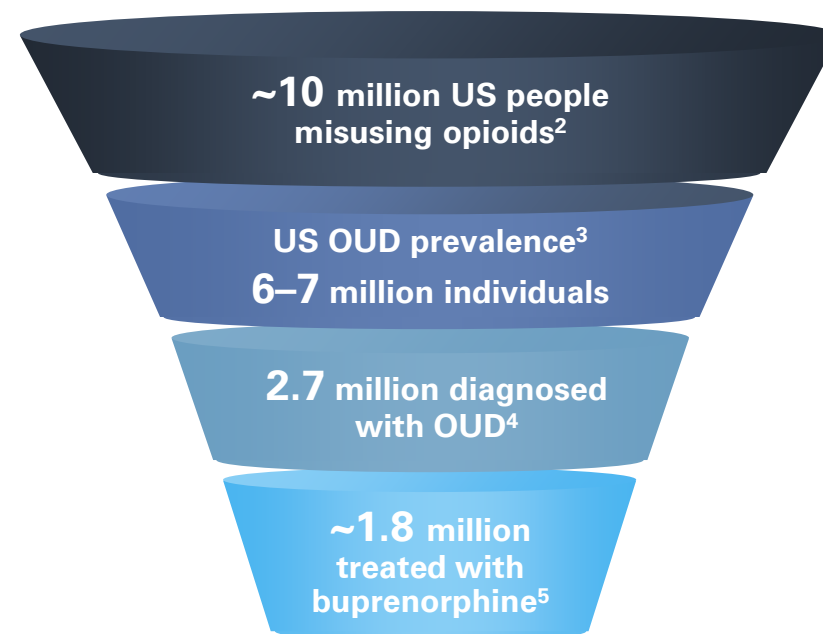 ~10 million US people
misusing opioids²
US OUD prevalence³
6–7 million individuals
2.7 million diagnosed
with OUD⁴
~1.8 million
treated with
buprenorphine⁵